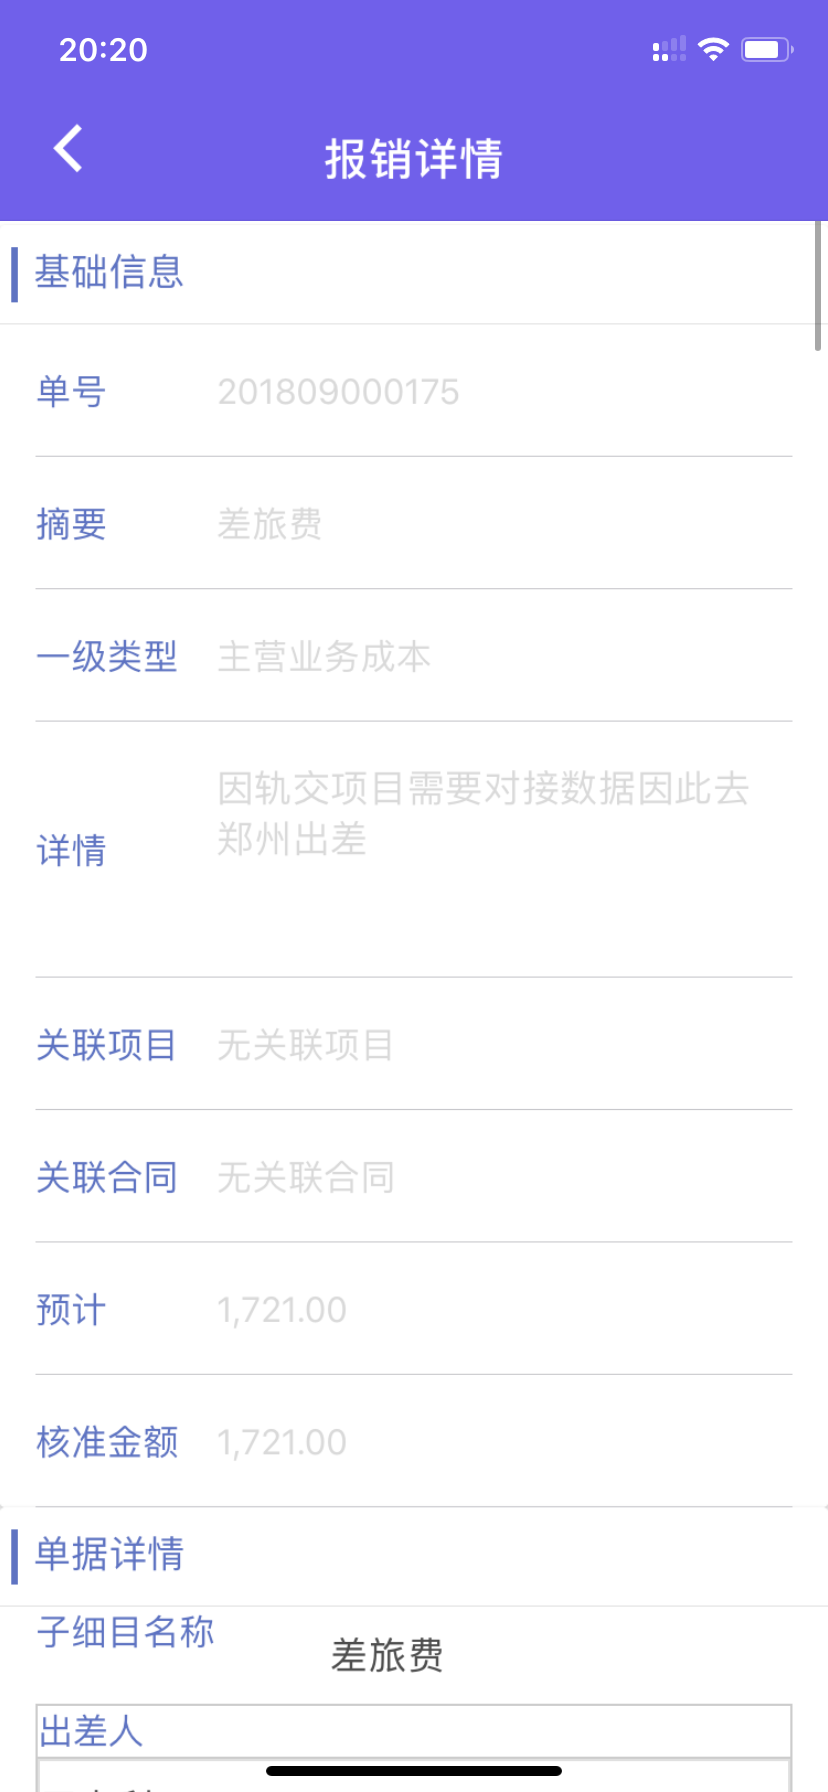 20:20
报销详情
基础信息
单号 201809000175
摘要 差旅费
一级类型 主营业务成本
详情 因轨交项目需要对接数据因此去
郑州出差
关联项目 无关联项目
关联合同 无关联合同
预计 1,721.00
核准金额 1,721.00
单据详情
子细目名称 差旅费
出差人